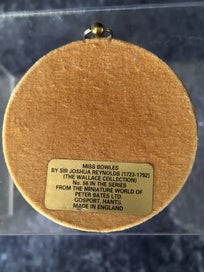 MISS BOWLES
BY SIR JOSHUA REYNOLDS (1723-1792)
(THE WALLACE COLLECTION)
No. 56 IN THE SERIES
FROM THE MINIATURE WORLD OF
PETER BATES LTD.
GOSPORT, HANTS.
MADE IN ENGLAND